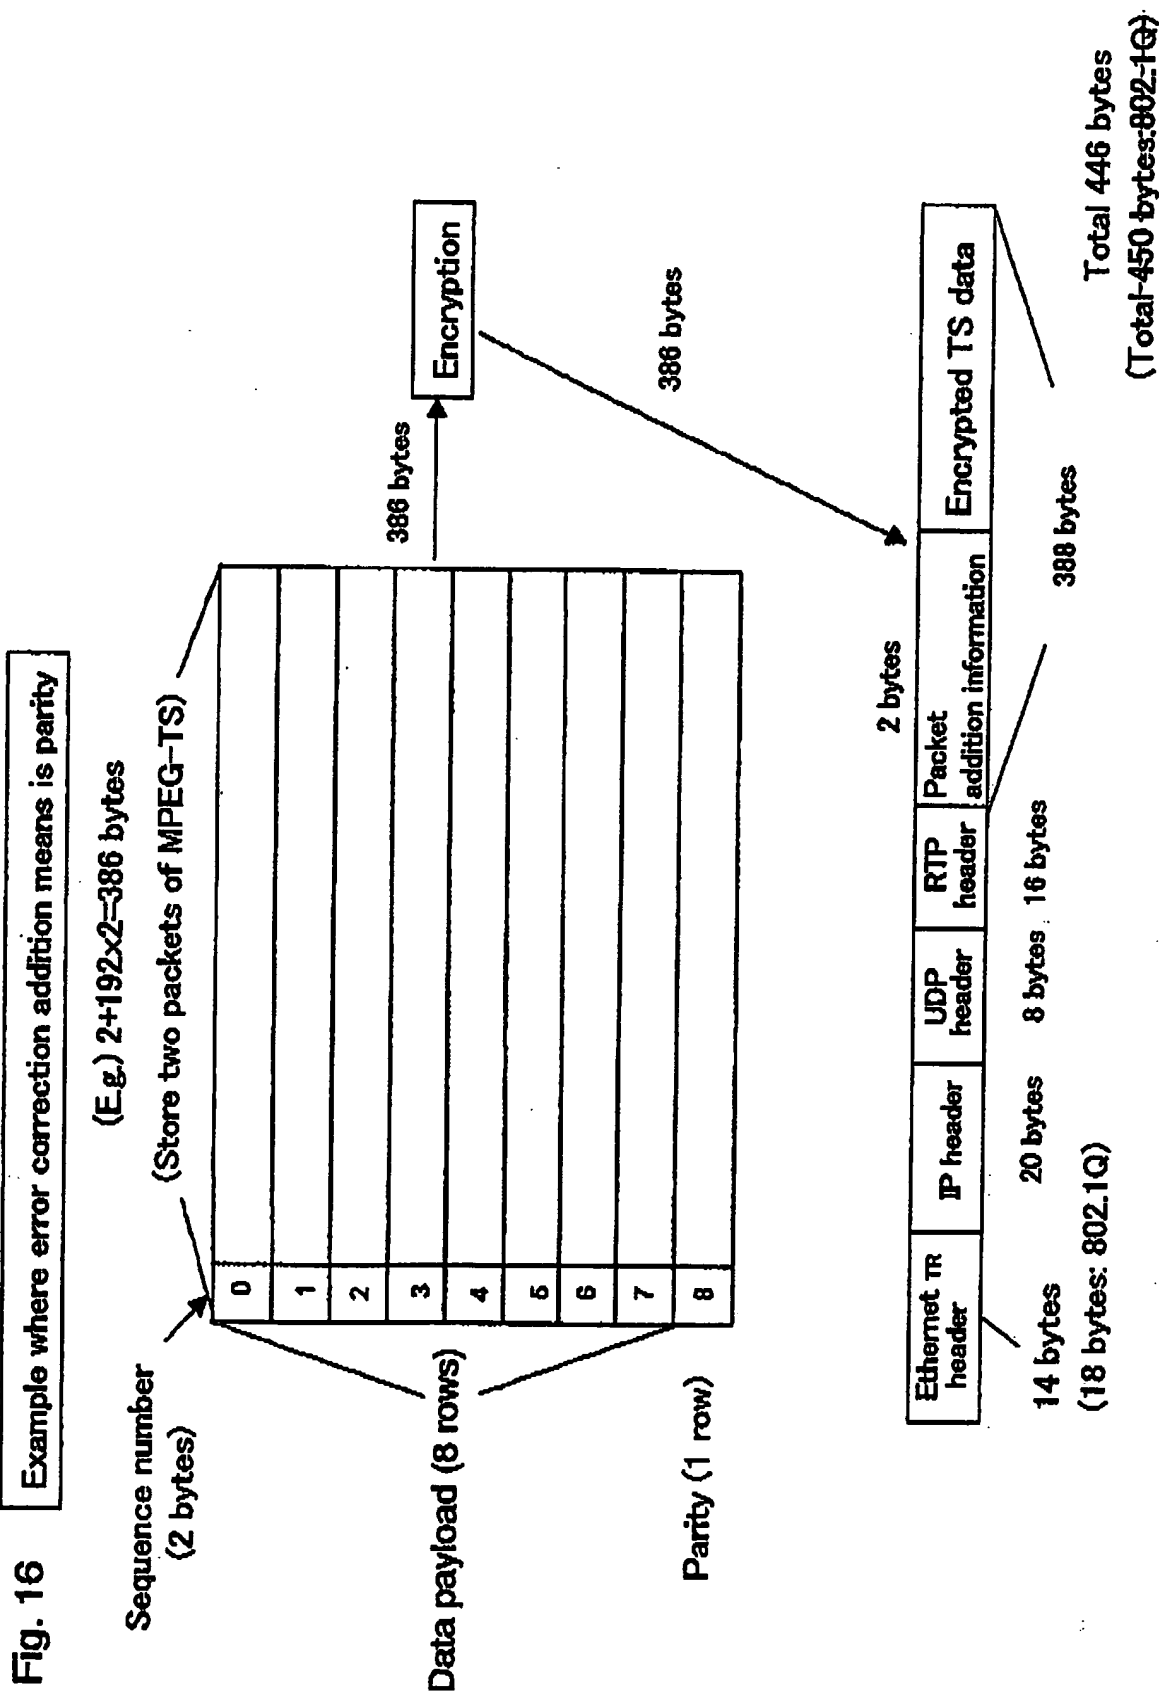 Fig. 16
Example where error correction addition means is parity
(E.g.) 2+192x2=386 bytes
(Store two packets of MPEG-TS)
Sequence number
(2 bytes)
0
1
2
3
4
5
6
7
8
Data payload (8 rows)
Parity (1 row)
386 bytes
Encryption
386 bytes
2 bytes
Ethernet TR
header
IP header
UDP
header
RTP
header
Packet
addition information
Encrypted TS data
14 bytes
(18 bytes: 802.1Q)
20 bytes
8 bytes
16 bytes
388 bytes
Total 446 bytes
(Total 450 bytes:802.1Q)